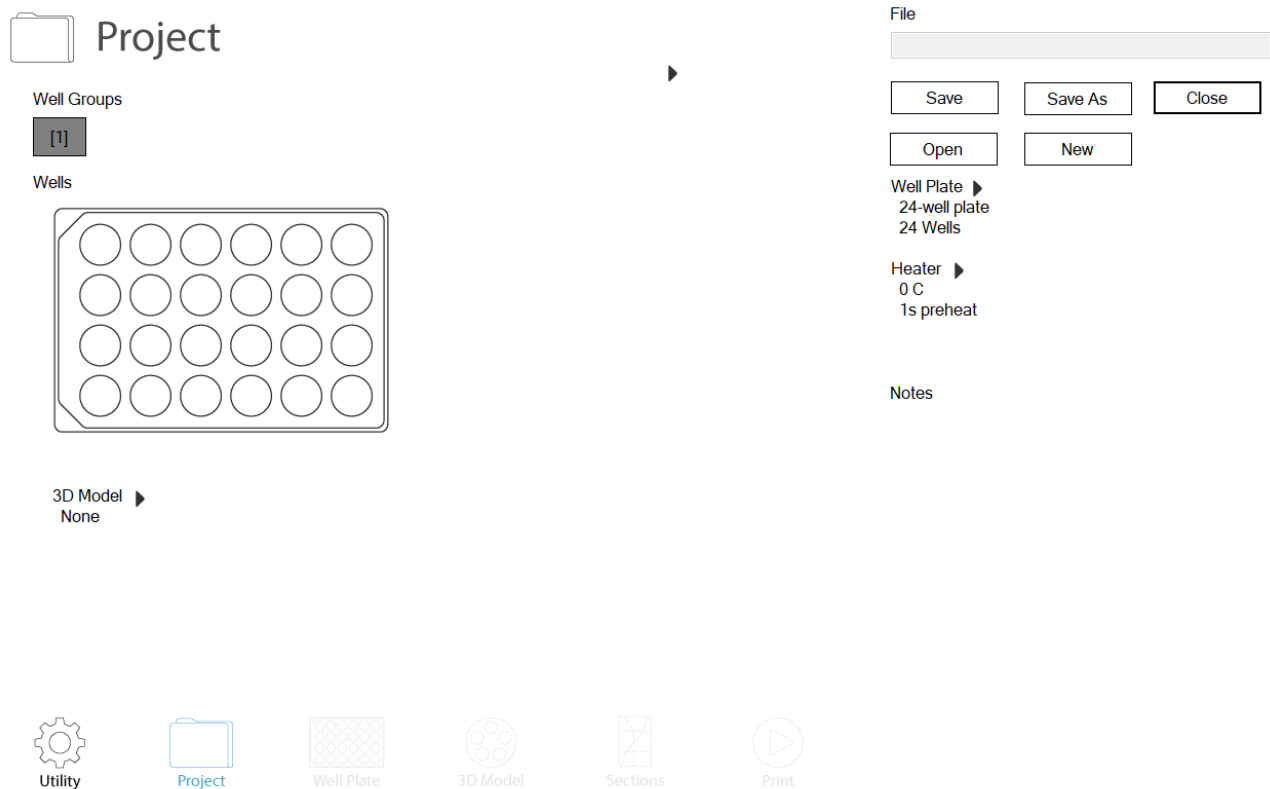 Project
File
Well Groups
[1]
Wells
Save
Save As
Close
Open
New
Well Plate
24-well plate
24 Wells
Heater
0 C
1s preheat
Notes
3D Model
None
Utility
Project
Well Plate
3D Model
Sections
Print